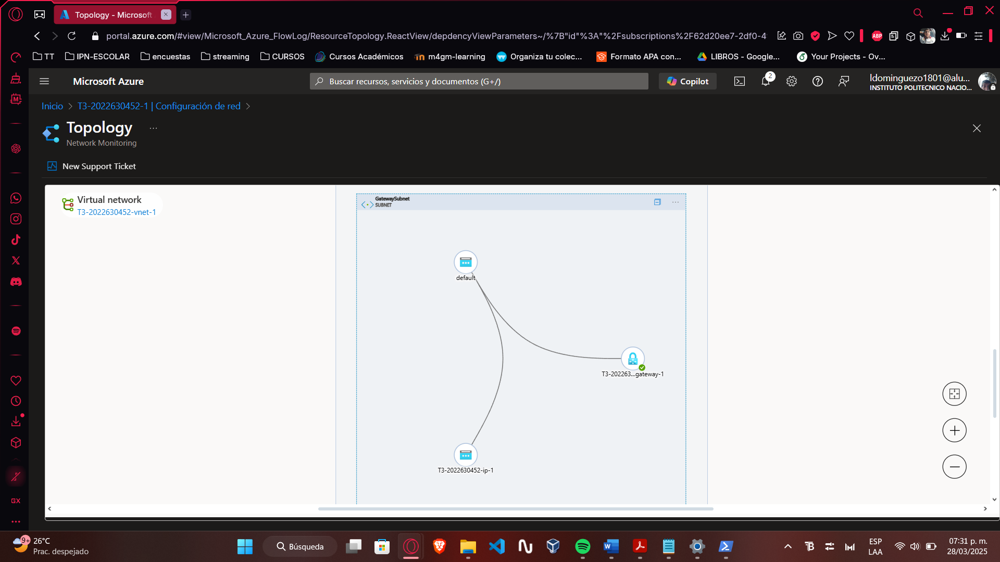 Topology - Microsoft
portal.azure.com/#view/Microsoft_Azure_FlowLog/ResourceTopology.ReactView/depdencyViewParameters~/%7B"id"%3A"%2Fsubscriptions%2F62d20ee7-2df0-4
ABP
TT
IPN-ESCOLAR
encuestas
streaming
CURSOS
Cursos Académicos
m4gm-learning
Organiza tu colec...
Formato APA con...
LIBROS - Google...
Your Projects - Ov...
Microsoft Azure
Buscar recursos, servicios y documentos (G+/)
Copilot
2
ldominguezo1801@alu...
INSTITUTO POLITECNICO NACIO...
Inicio > T3-2022630452-1 | Configuración de red >
Topology
...
Network Monitoring
New Support Ticket
Virtual network
T3-2022630452-vnet-1
GatewaySubnet
SUBNET
...
default
T3-202263...gateway-1
T3-2022630452-ip-1
GX
9+
26°C
Prac. despejado
Búsqueda
ESP
LAA
07:31 p. m.
28/03/2025